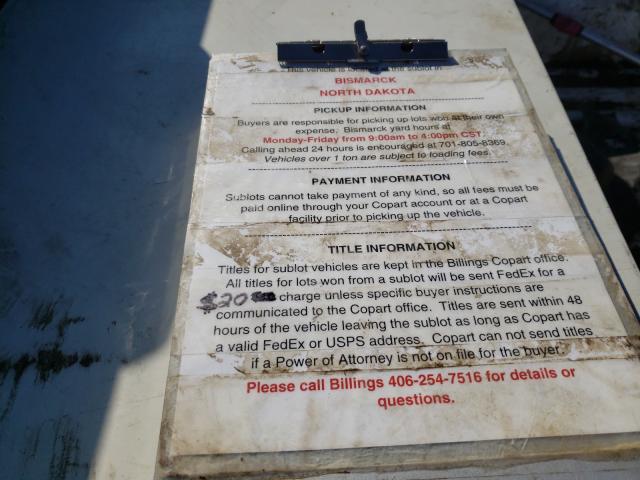 This vehicle is located at the sublot in
BISMARCK
NORTH DAKOTA
PICKUP INFORMATION
Buyers are responsible for picking up lots won at their own
expense. Bismarck yard hours are
Monday-Friday from 9:00am to 4:00pm CST.
Calling ahead 24 hours is encouraged at 701-805-8369.
Vehicles over 1 ton are subject to loading fees.
PAYMENT INFORMATION
Sublots cannot take payment of any kind, so all fees must be
paid online through your Copart account or at a Copart
facility prior to picking up the vehicle.
TITLE INFORMATION
Titles for sublot vehicles are kept in the Billings Copart office.
All titles for lots won from a sublot will be sent FedEx for a
$20 charge unless specific buyer instructions are
communicated to the Copart office. Titles are sent within 48
hours of the vehicle leaving the sublot as long as Copart has
a valid FedEx or USPS address. Copart can not send titles
if a Power of Attorney is not on file for the buyer.
Please call Billings 406-254-7516 for details or
questions.